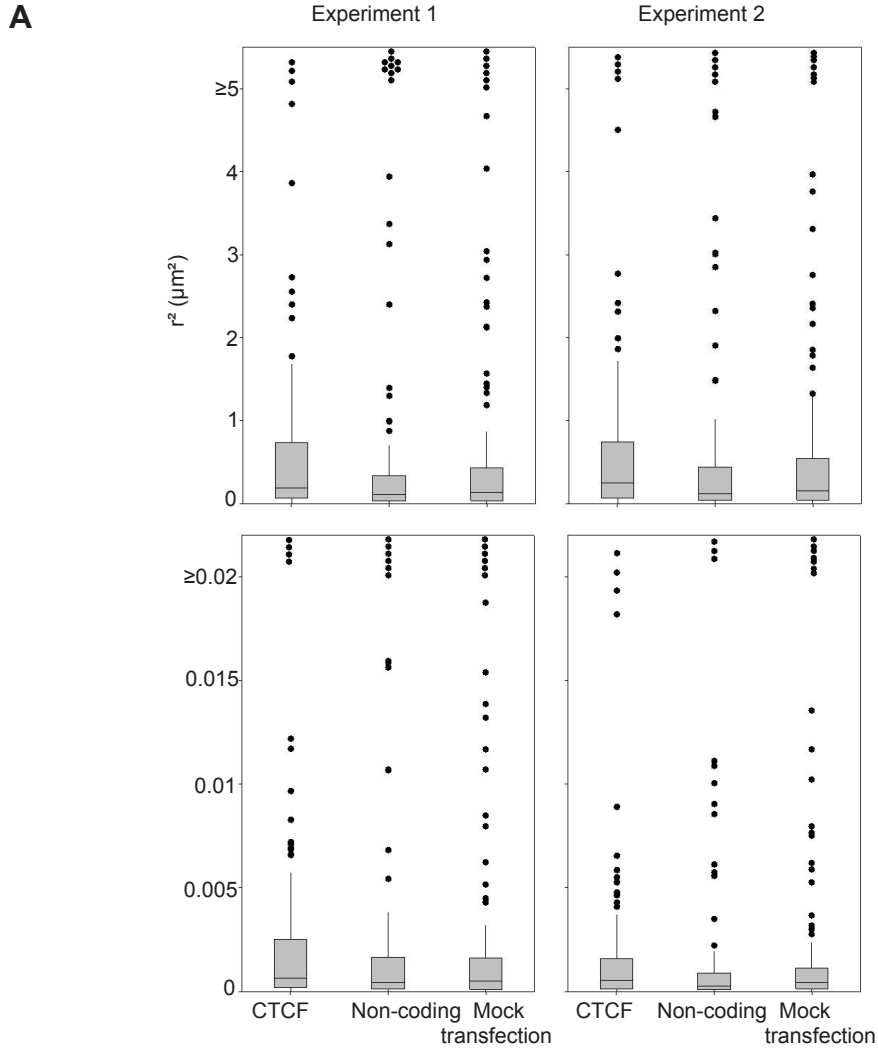 A
Experiment 1
Experiment 2
r² (µm²)
≥5
4
3
2
1
0
≥0.02
0.015
0.01
0.005
0
CTCF
Non-coding
Mock
transfection
CTCF
Non-coding
Mock
transfection